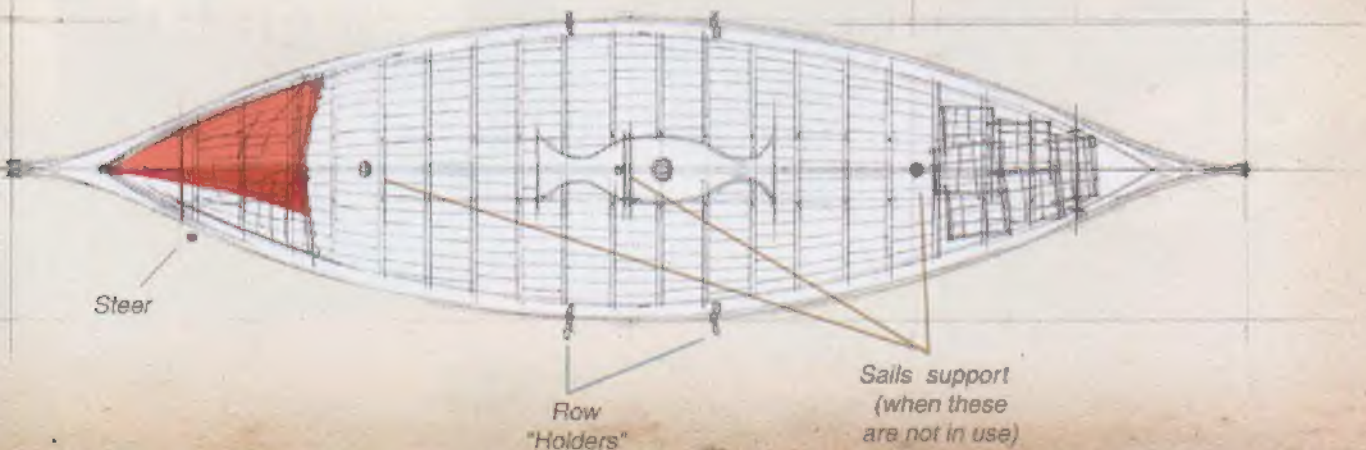 Steer
Row
"Holders"
Sails support
(when these
are not in use)